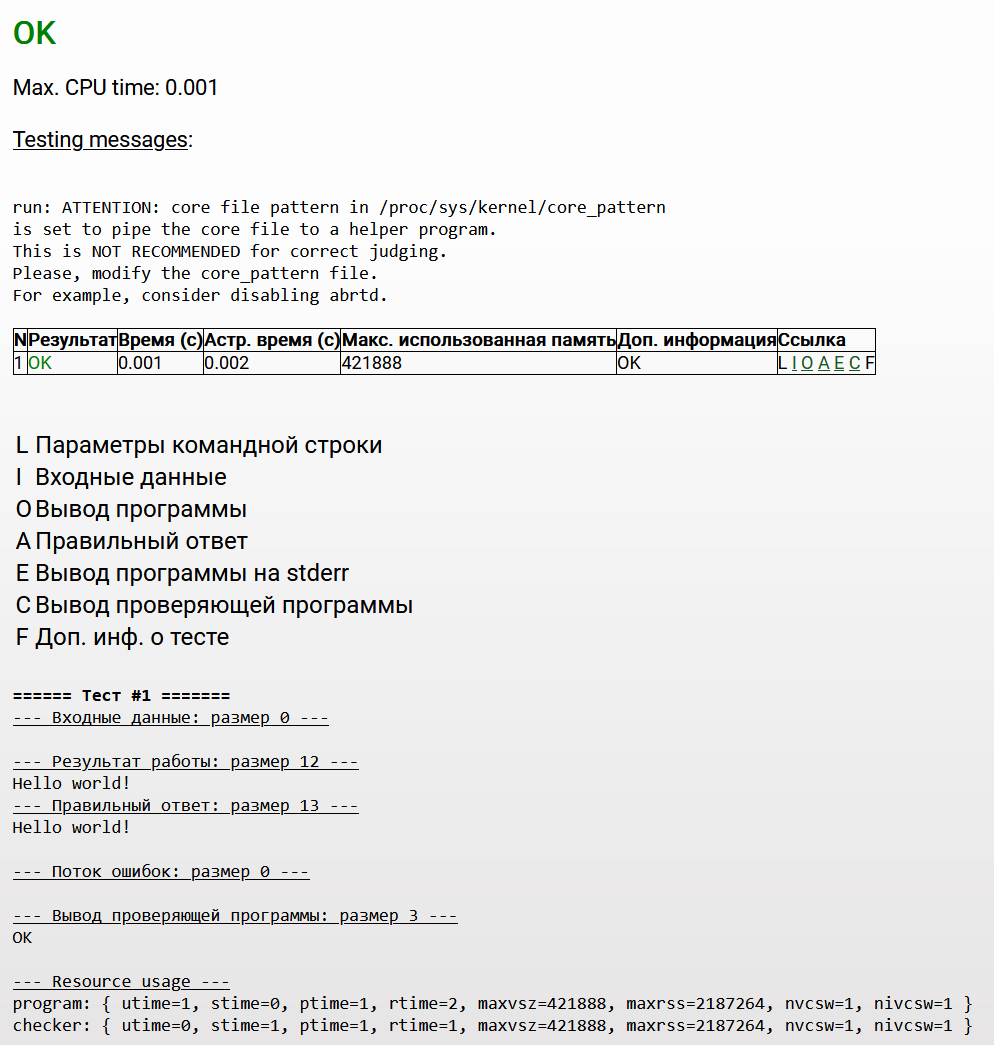 OK
Max. CPU time: 0.001
Testing messages:
run: ATTENTION: core file pattern in /proc/sys/kernel/core_pattern
is set to pipe the core file to a helper program.
This is NOT RECOMMENDED for correct judging.
Please, modify the core_pattern file.
For example, consider disabling abrtd.
N Результат Время (с) Астр. время (с) Макс. использованная память Доп. информация Ссылка
1 OK 0.001 0.002 421888 OK L I O A E C F
L Параметры командной строки
I Входные данные
O Вывод программы
A Правильный ответ
E Вывод программы на stderr
C Вывод проверяющей программы
F Доп. инф. о тесте
====== Тест #1 =======
--- Входные данные: размер 0 ---
--- Результат работы: размер 12 ---
Hello world!
--- Правильный ответ: размер 13 ---
Hello world!
--- Поток ошибок: размер 0 ---
--- Вывод проверяющей программы: размер 3 ---
OK
--- Resource usage ---
program: { utime=1, stime=0, ptime=1, rtime=2, maxvsz=421888, maxrss=2187264, nvcsw=1, nivcsw=1 }
checker: { utime=0, stime=1, ptime=1, rtime=1, maxvsz=421888, maxrss=2187264, nvcsw=1, nivcsw=1 }